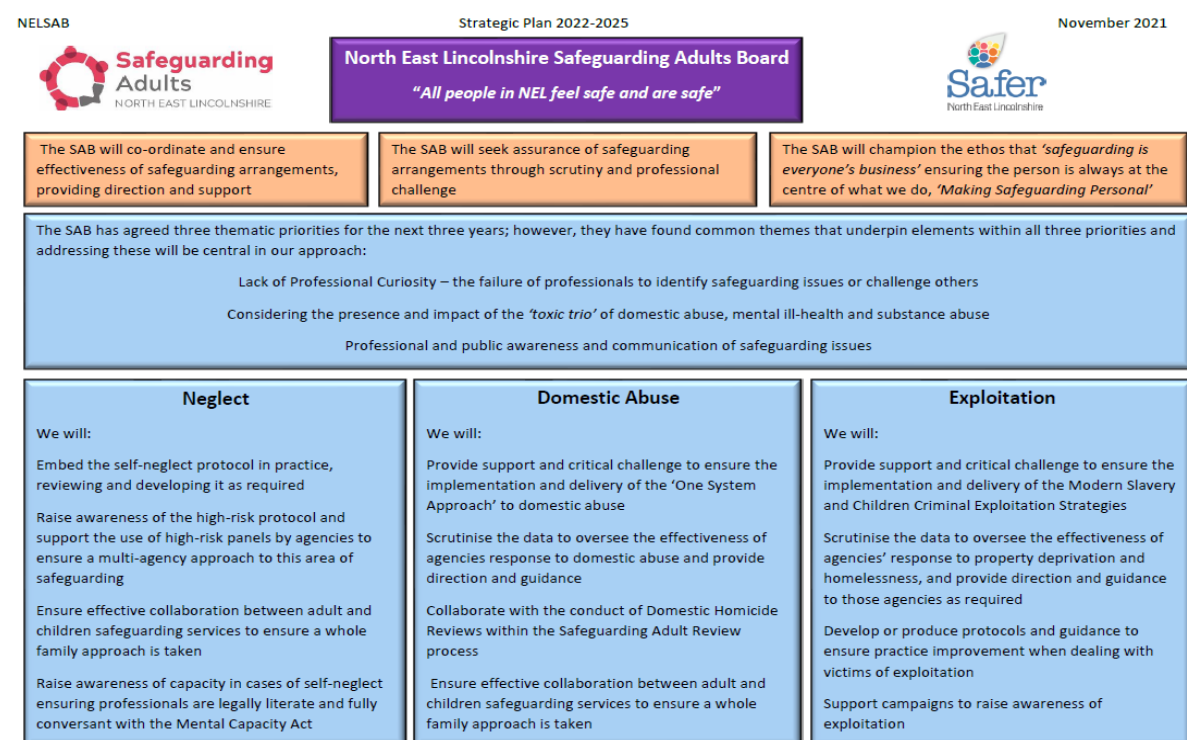 NELSAB Strategic Plan 2022-2025 November 2021
Safeguarding
Adults
NORTH EAST LINCOLNSHIRE
North East Lincolnshire Safeguarding Adults Board
“All people in NEL feel safe and are safe”
Safer
North East Lincolnshire
The SAB will co-ordinate and ensure
effectiveness of safeguarding arrangements,
providing direction and support
The SAB will seek assurance of safeguarding
arrangements through scrutiny and professional
challenge
The SAB will champion the ethos that ‘safeguarding is
everyone’s business’ ensuring the person is always at the
centre of what we do, ‘Making Safeguarding Personal’
The SAB has agreed three thematic priorities for the next three years; however, they have found common themes that underpin elements within all three priorities and
addressing these will be central in our approach:
Lack of Professional Curiosity – the failure of professionals to identify safeguarding issues or challenge others
Considering the presence and impact of the ‘toxic trio’ of domestic abuse, mental ill-health and substance abuse
Professional and public awareness and communication of safeguarding issues
Neglect
We will:
Embed the self-neglect protocol in practice,
reviewing and developing it as required
Raise awareness of the high-risk protocol and
support the use of high-risk panels by agencies to
ensure a multi-agency approach to this area of
safeguarding
Ensure effective collaboration between adult and
children safeguarding services to ensure a whole
family approach is taken
Raise awareness of capacity in cases of self-neglect
ensuring professionals are legally literate and fully
conversant with the Mental Capacity Act
Domestic Abuse
We will:
Provide support and critical challenge to ensure the
implementation and delivery of the ‘One System
Approach’ to domestic abuse
Scrutinise the data to oversee the effectiveness of
agencies response to domestic abuse and provide
direction and guidance
Collaborate with the conduct of Domestic Homicide
Reviews within the Safeguarding Adult Review
process
Ensure effective collaboration between adult and
children safeguarding services to ensure a whole
family approach is taken
Exploitation
We will:
Provide support and critical challenge to ensure the
implementation and delivery of the Modern Slavery
and Children Criminal Exploitation Strategies
Scrutinise the data to oversee the effectiveness of
agencies’ response to property deprivation and
homelessness, and provide direction and guidance
to those agencies as required
Develop or produce protocols and guidance to
ensure practice improvement when dealing with
victims of exploitation
Support campaigns to raise awareness of
exploitation